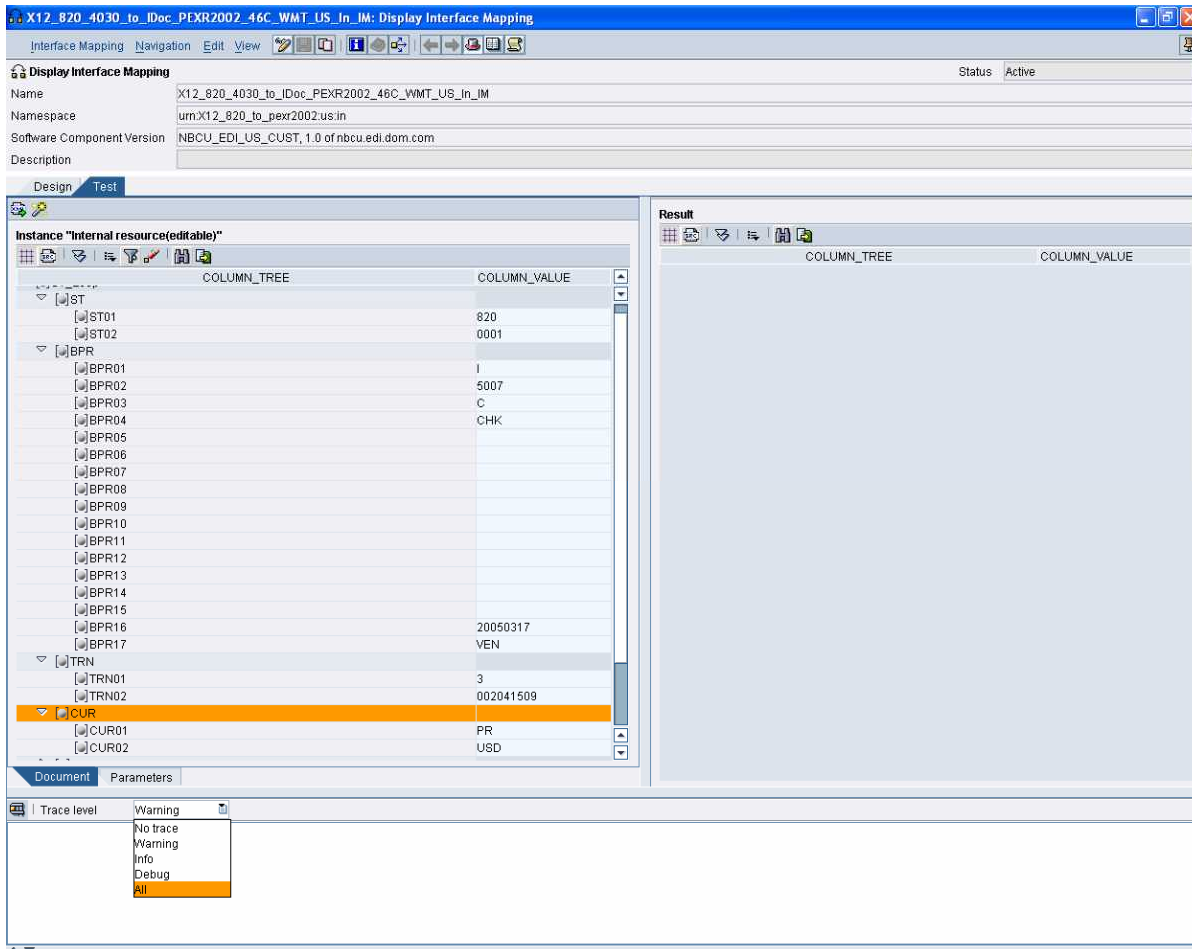 X12_820_4030_to_IDoc_PEXR2002_46C_WMT_US_In_IM: Display Interface Mapping
Interface Mapping Navigation Edit View
Display Interface Mapping Status Active
Name X12_820_4030_to_IDoc_PEXR2002_46C_WMT_US_In_IM
Namespace urn:X12_820_to_pexr2002:us:in
Software Component Version NBCU_EDI_US_CUST, 1.0 of nbcu.edi.dom.com
Description
Design Test
Result
Instance "Internal resource(editable)"
COLUMN_TREE COLUMN_VALUE
COLUMN_TREE COLUMN_VALUE
ST
ST01 820
ST02 0001
BPR
BPR01 I
BPR02 5007
BPR03 C
BPR04 CHK
BPR05
BPR06
BPR07
BPR08
BPR09
BPR10
BPR11
BPR12
BPR13
BPR14
BPR15
BPR16 20050317
BPR17 VEN
TRN
TRN01 3
TRN02 002041509
CUR
CUR01 PR
CUR02 USD
Document Parameters
Trace level Warning
No trace
Warning
Info
Debug
All